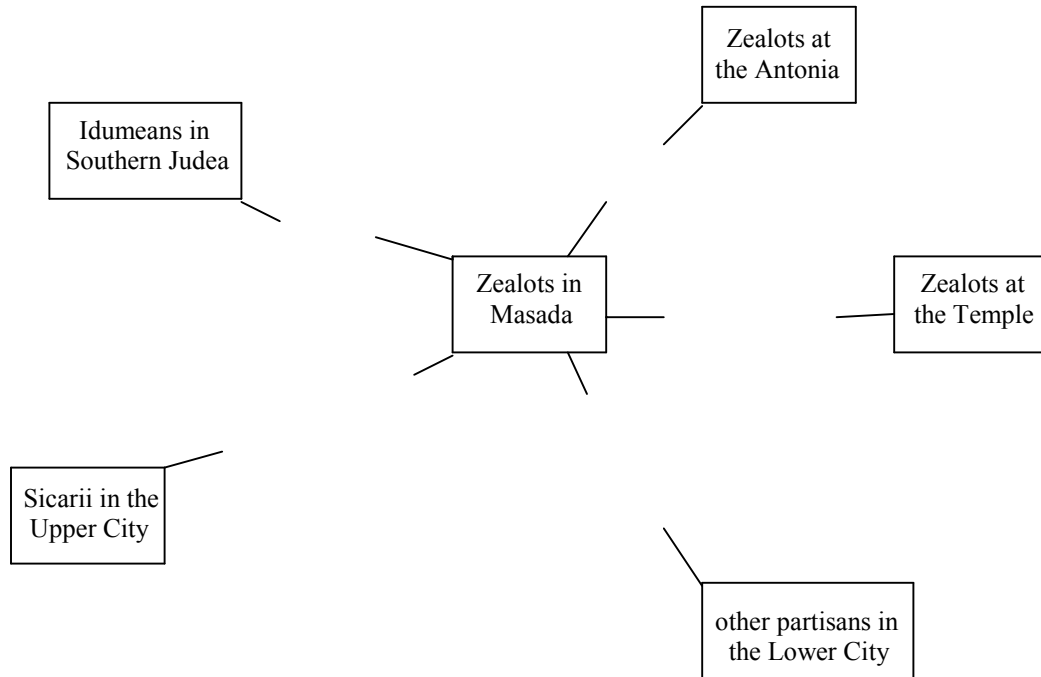 Zealots at
the Antonia
Idumeans in
Southern Judea
Zealots in
Masada
Zealots at
the Temple
Sicarii in the
Upper City
other partisans in
the Lower City